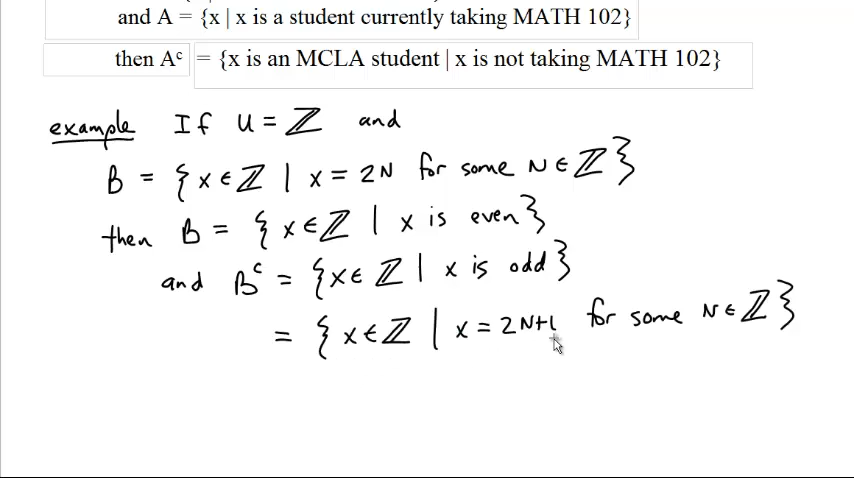 and A = {x | x is a student currently taking MATH 102}
then Aᶜ = {x is an MCLA student | x is not taking MATH 102}
example If U = ℤ and
B = {x ∈ ℤ | x = 2N for some N ∈ ℤ}
then B = {x ∈ ℤ | x is even}
and Bᶜ = {x ∈ ℤ | x is odd}
= {x ∈ ℤ | x = 2N+1 for some N ∈ ℤ}